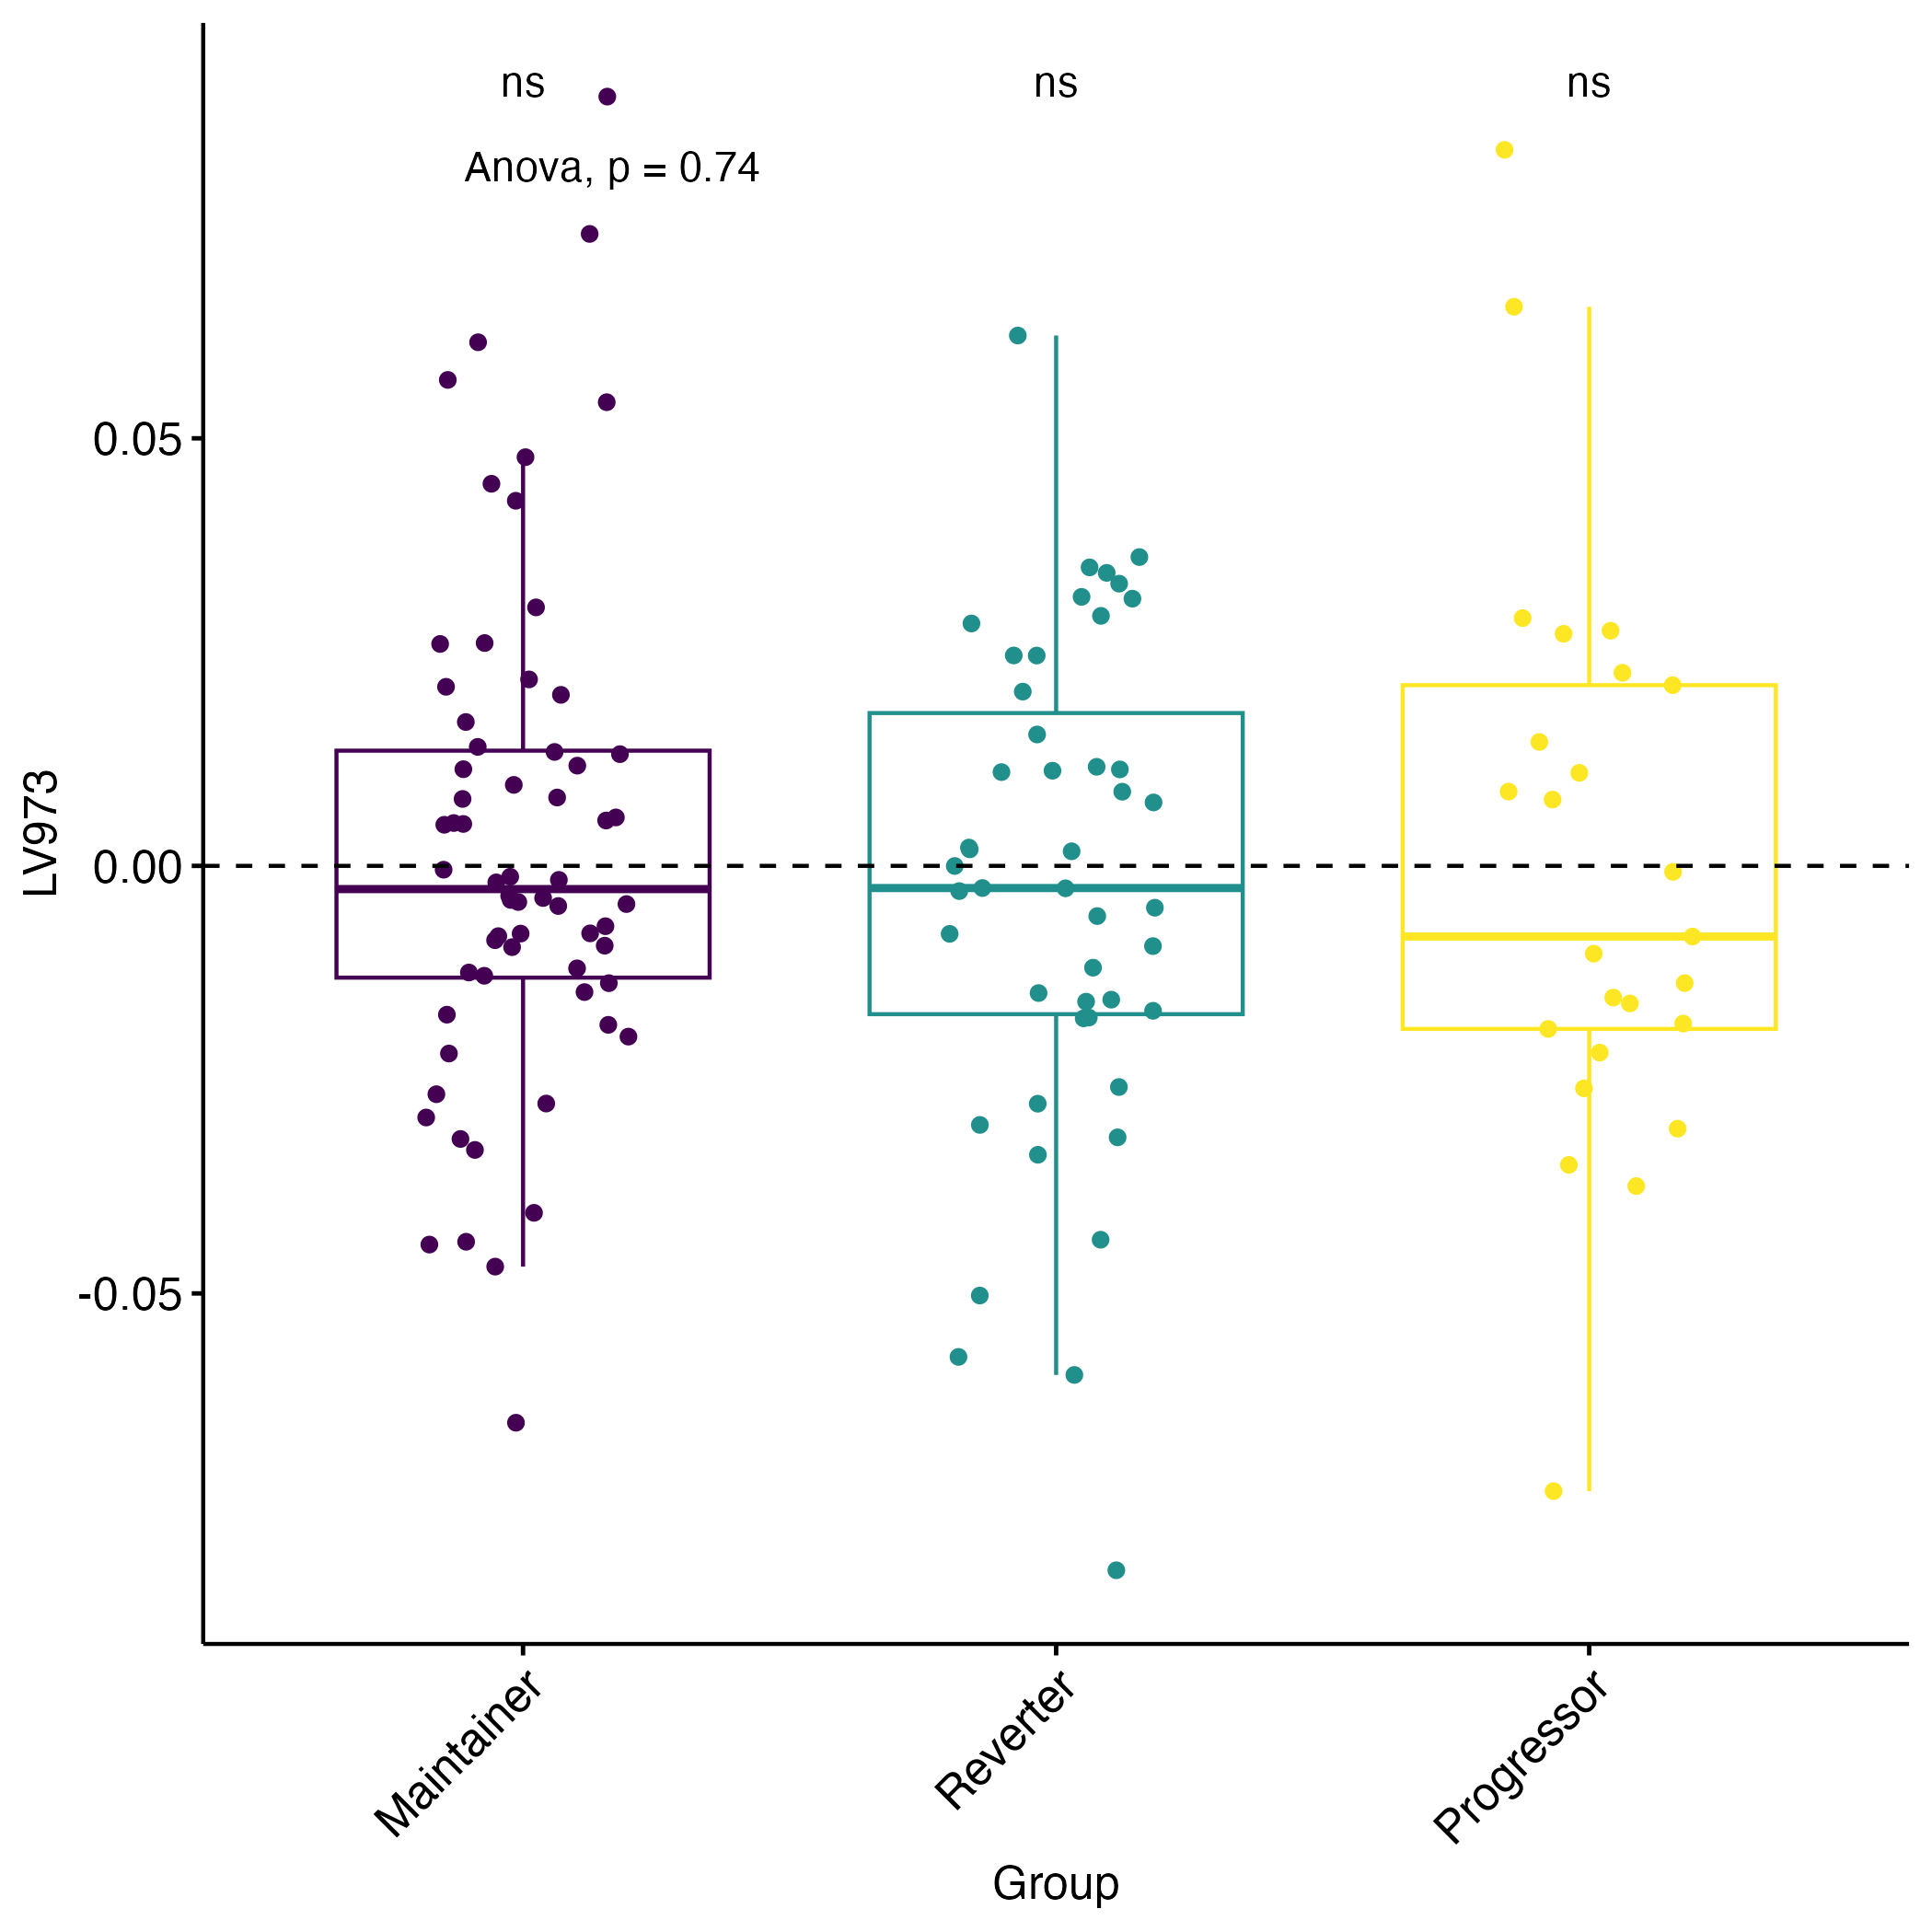 ns ns ns
Anova, p = 0.74
LV973
0.05
0.00
-0.05
Maintainer Reverter Progressor
Group